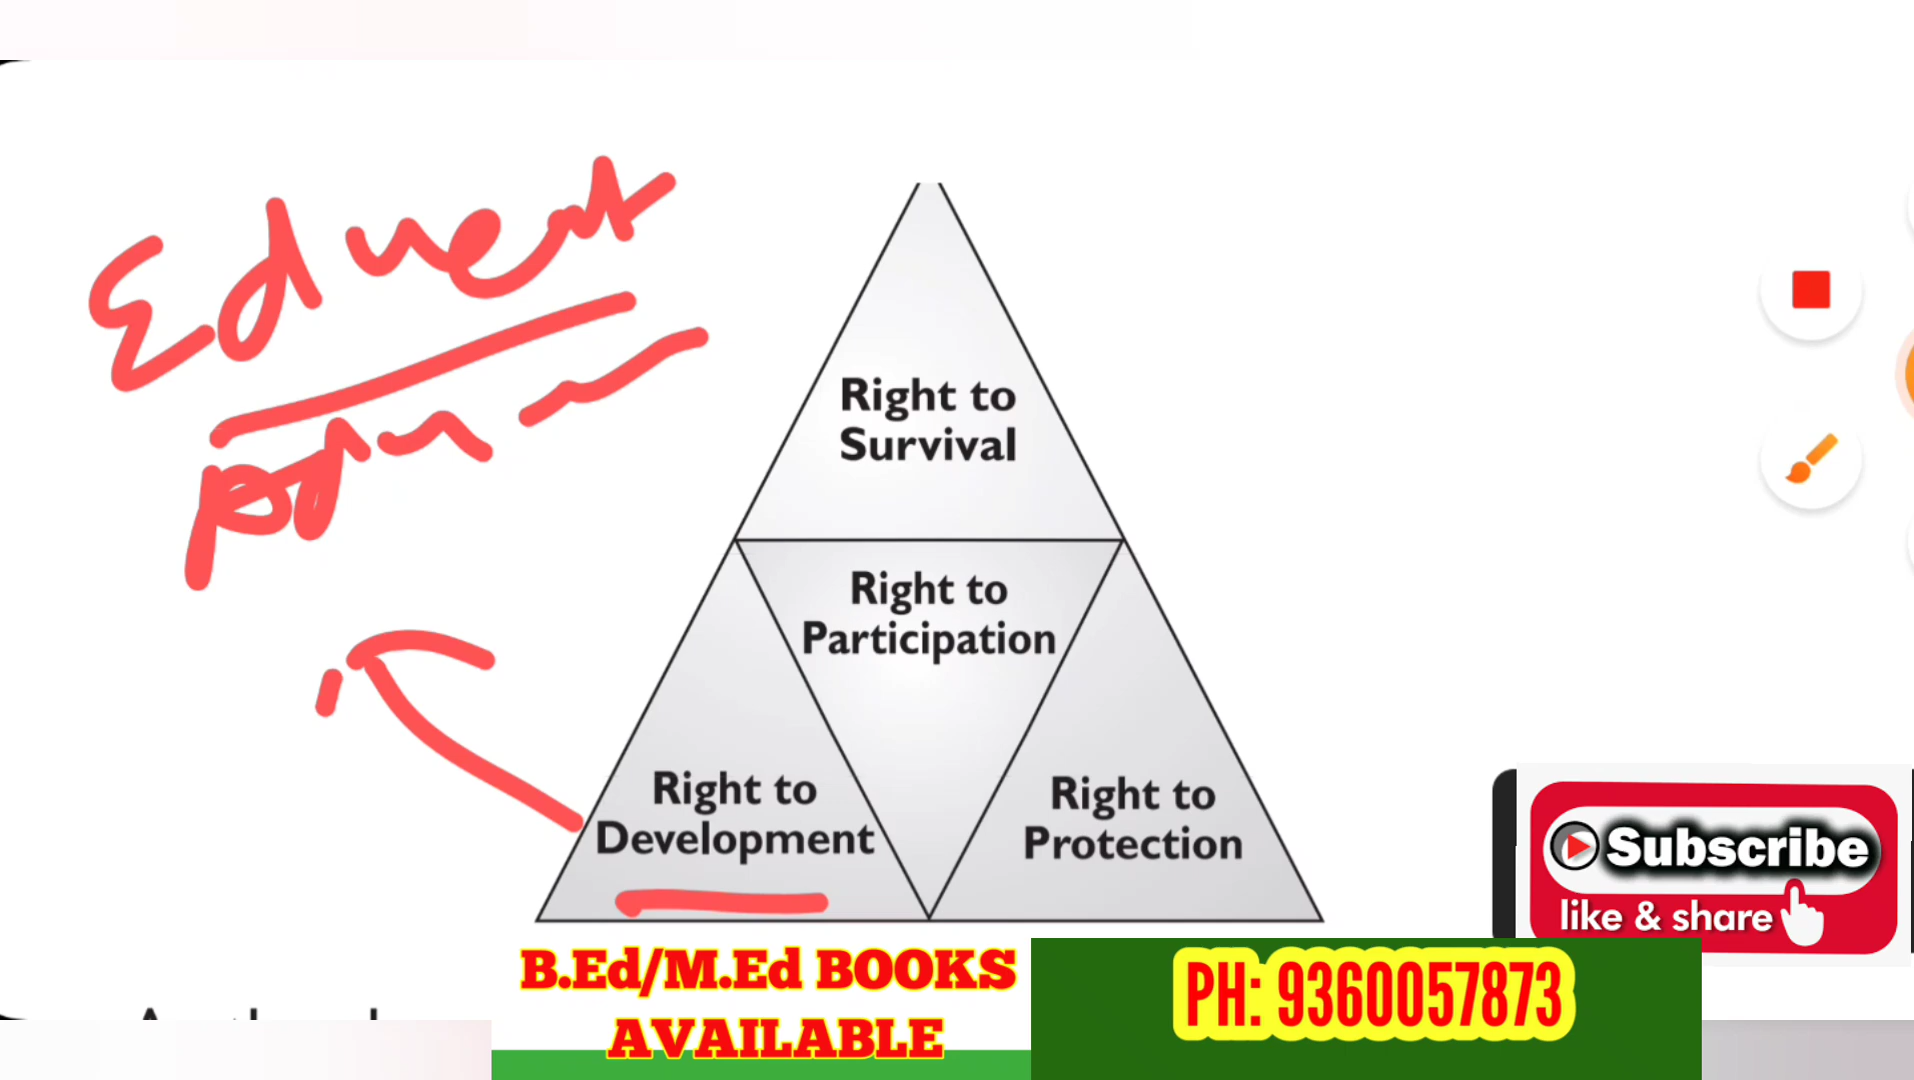 Right to
Survival
Right to
Participation
Right to
Development
Right to
Protection
Subscribe
like & share
B.Ed/M.Ed BOOKS
AVAILABLE
PH: 9360057873